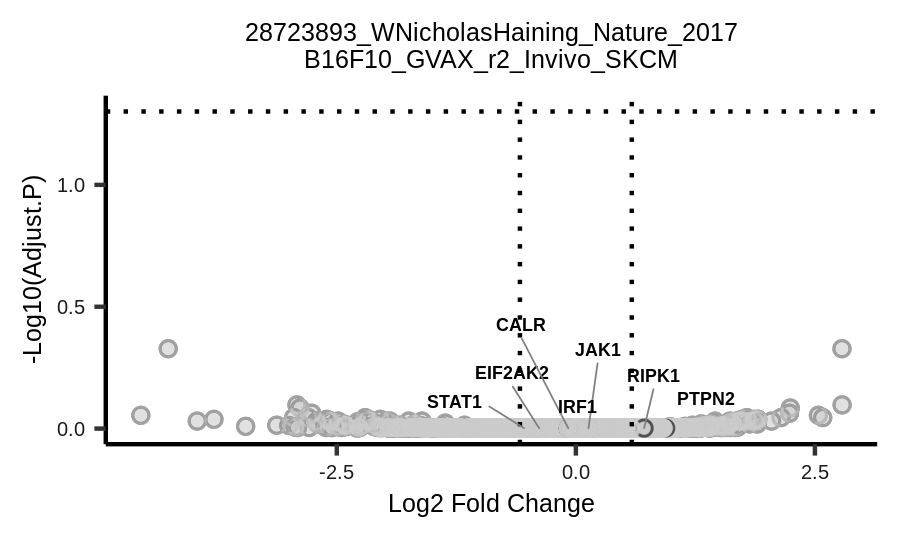 28723893_WNicholasHaining_Nature_2017
B16F10_GVAX_r2_Invivo_SKCM
-Log10(Adjust.P)
1.0
0.5
0.0
CALR
JAK1
EIF2AK2
RIPK1
STAT1
IRF1
PTPN2
-2.5
0.0
2.5
Log2 Fold Change